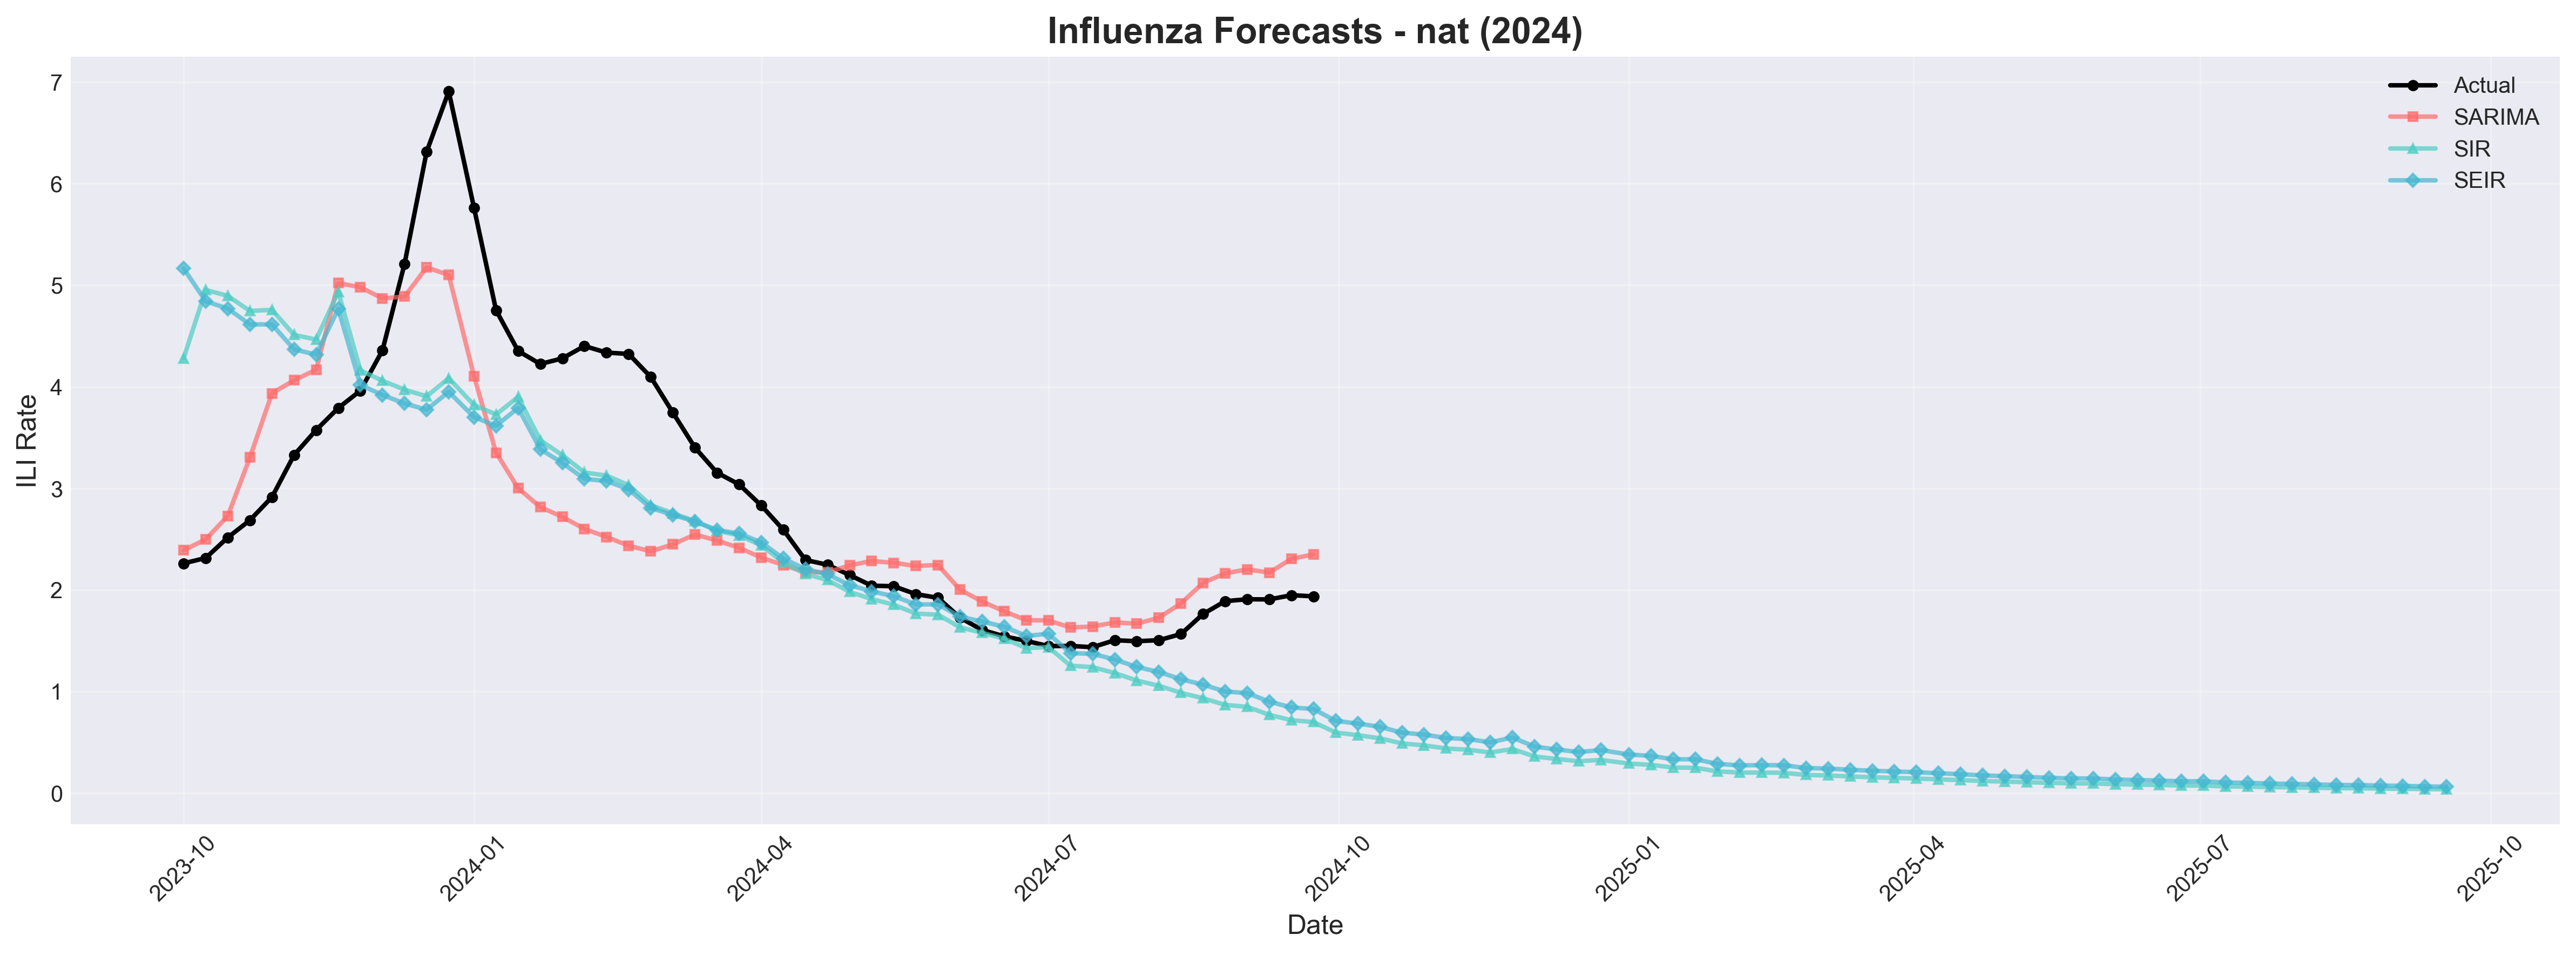 Influenza Forecasts - nat (2024)
Actual
SARIMA
SIR
SEIR
ILI Rate
7
6
5
4
3
2
1
0
2023-10
2024-01
2024-04
2024-07
2024-10
2025-01
2025-04
2025-07
2025-10
Date